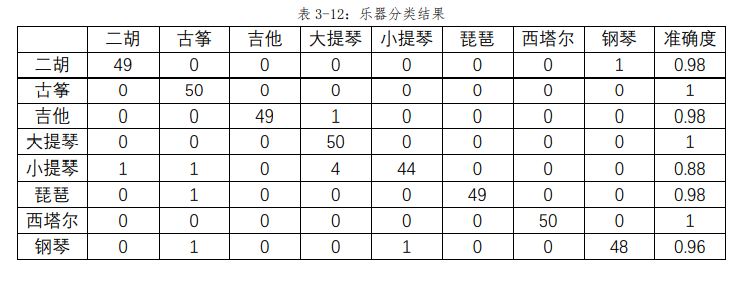 表 3-12：乐器分类结果
二胡 古筝 吉他 大提琴 小提琴 琵琶 西塔尔 钢琴 准确度
二胡 49 0 0 0 0 0 0 1 0.98
古筝 0 50 0 0 0 0 0 0 1
吉他 0 0 49 1 0 0 0 0 0.98
大提琴 0 0 0 50 0 0 0 0 1
小提琴 1 1 0 4 44 0 0 0 0.88
琵琶 0 1 0 0 0 49 0 0 0.98
西塔尔 0 0 0 0 0 0 50 0 1
钢琴 0 1 0 0 1 0 0 48 0.96